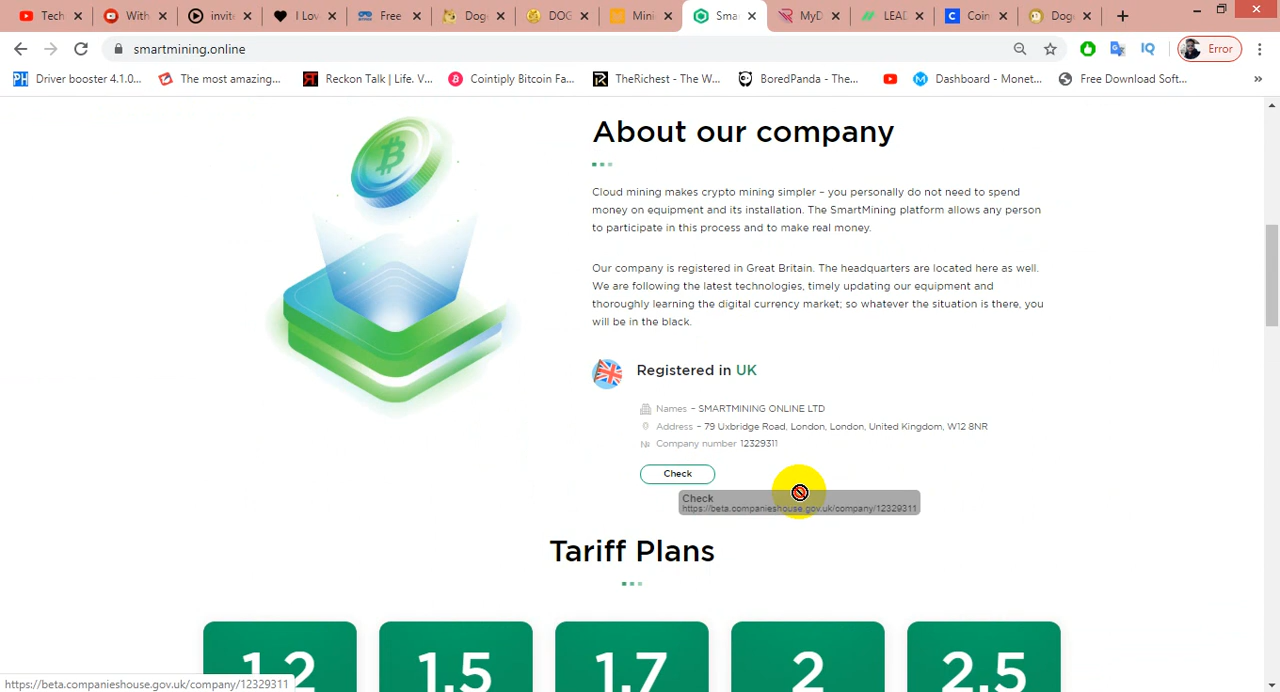 Tech
With
invite
I Lov
Free
Dog
DOG
Mini
Smar
MyD
LEAD
Coin
Dog
smartmining.online
IQ
Error
Driver booster 4.1.0...
The most amazing...
Reckon Talk | Life. V...
Cointiply Bitcoin Fa...
TheRichest - The W...
BoredPanda - The...
Dashboard - Monet...
Free Download Soft...
»
About our company
Cloud mining makes crypto mining simpler – you personally do not need to spend
money on equipment and its installation. The SmartMining platform allows any person
to participate in this process and to make real money.
Our company is registered in Great Britain. The headquarters are located here as well.
We are following the latest technologies, timely updating our equipment and
thoroughly learning the digital currency market; so whatever the situation is there, you
will be in the black.
Registered in UK
Names – SMARTMINING ONLINE LTD
Address – 79 Uxbridge Road, London, London, United Kingdom, W12 8NR
№ Company number 12329311
Check
Check
https://beta.companieshouse.gov.uk/company/12329311
Tariff Plans
1.2 1.5 1.7 2 2.5
https://beta.companieshouse.gov.uk/company/12329311